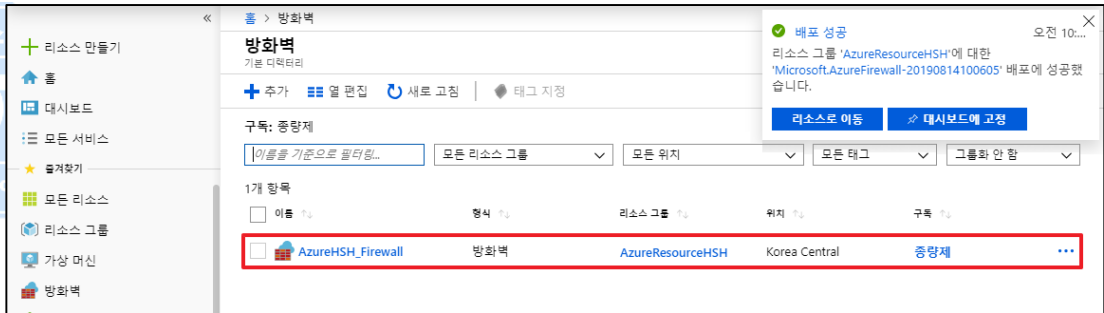 «
리소스 만들기
홈
대시보드
모든 서비스
즐겨찾기
모든 리소스
리소스 그룹
가상 머신
방화벽
홈 > 방화벽
방화벽
기본 디렉터리
추가 열 편집 새로 고침 태그 지정
구독: 종량제
이름을 기준으로 필터링... 모든 리소스 그룹 모든 위치 모든 태그 그룹화 안 함
1개 항목
이름 ↑↓ 형식 ↑↓ 리소스 그룹 ↑↓ 위치 ↑↓ 구독 ↑↓
AzureHSH_Firewall 방화벽 AzureResourceHSH Korea Central 종량제 •••
배포 성공 오전 10:...
리소스 그룹 'AzureResourceHSH'에 대한
'Microsoft.AzureFirewall-20190814100605' 배포에 성공했
습니다.
리소스로 이동 대시보드에 고정